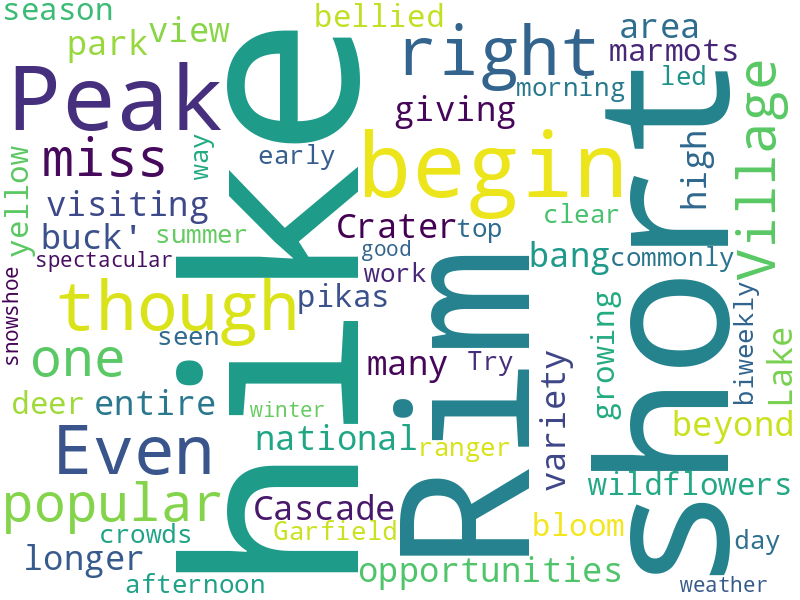 season
park
view
bellied
right
area
marmots
led
morning
Peak
hike
giving
short
Village
miss
way
early
begin
high
yellow
visiting
buck'
summer
spectacular
Crater
top
good
clear
bang
commonly
snowshoe
though
seen
pikas
work
Rim
growing
biweekly
one
many
Try
variety
Lake
deer
entire
winter
Even
national
ranger
beyond
popular
Cascade
wildflowers
crowds
Garfield
bloom
day
longer
opportunities
afternoon
weather